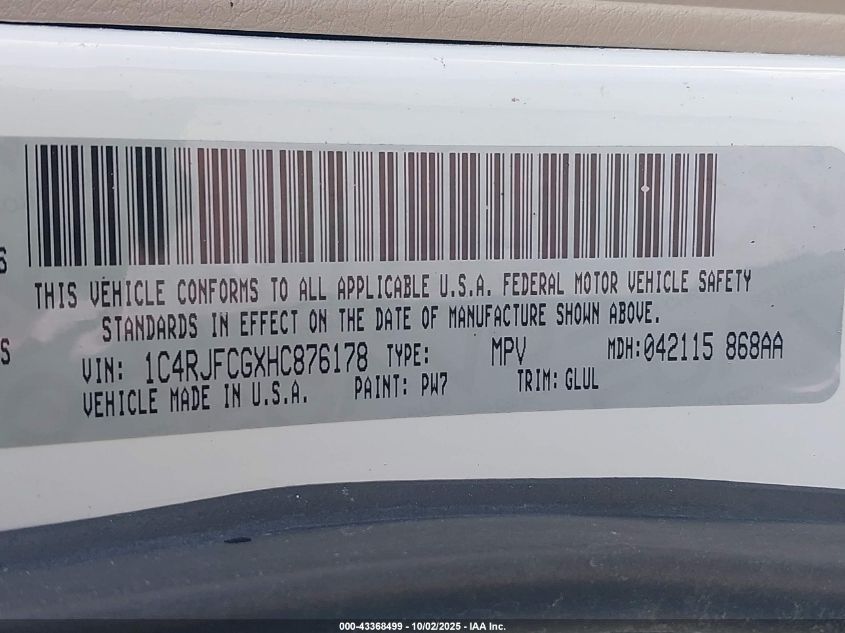 S
THIS VEHICLE CONFORMS TO ALL APPLICABLE U.S.A. FEDERAL MOTOR VEHICLE SAFETY
STANDARDS IN EFFECT ON THE DATE OF MANUFACTURE SHOWN ABOVE.
S
VIN: 1C4RJFCGXHC876178 TYPE: MPV MDH:042115 868AA
VEHICLE MADE IN U.S.A. PAINT: PW7 TRIM: GLUL
000-43368499 - 10/02/2025 - IAA Inc.